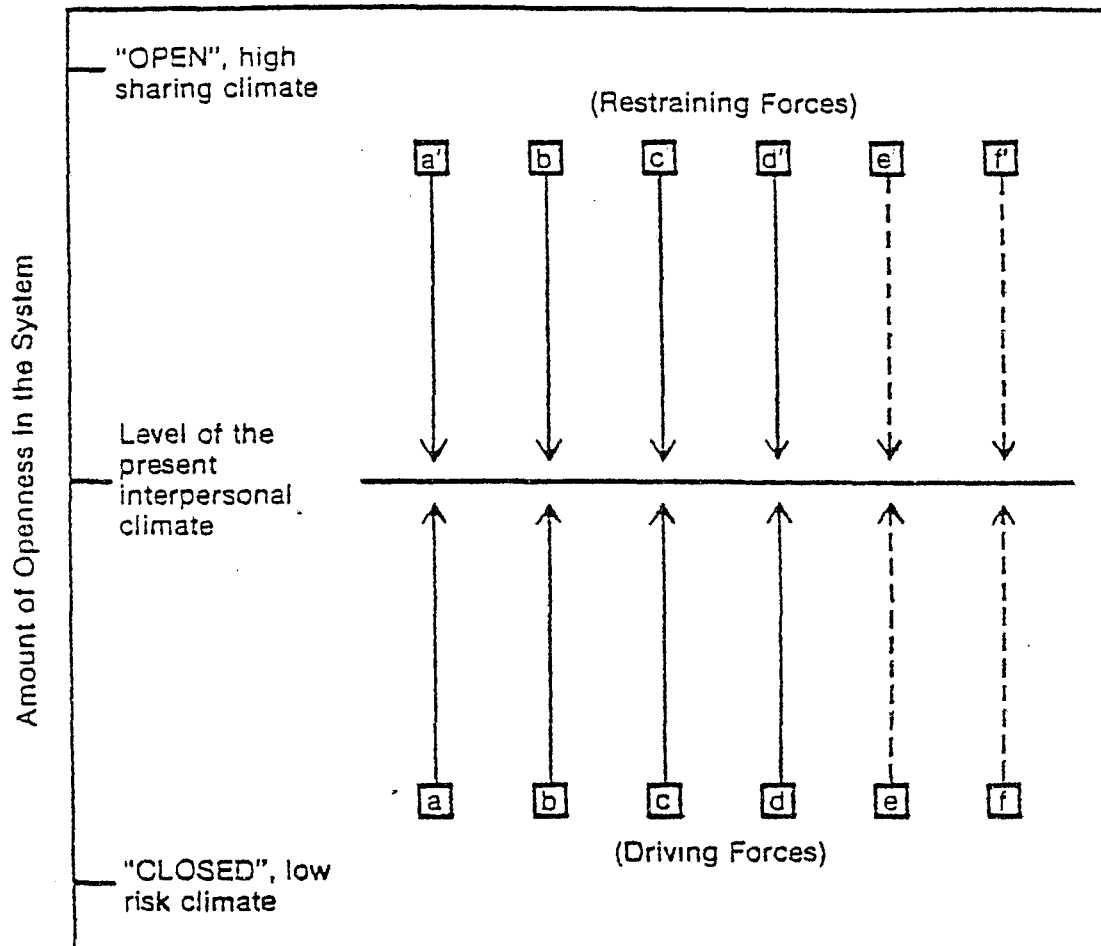 "OPEN", high
sharing climate
(Restraining Forces)
a' b c d' e f'
Amount of Openness in the System
Level of the
present
interpersonal
climate
a b c d e f
(Driving Forces)
"CLOSED", low
risk climate